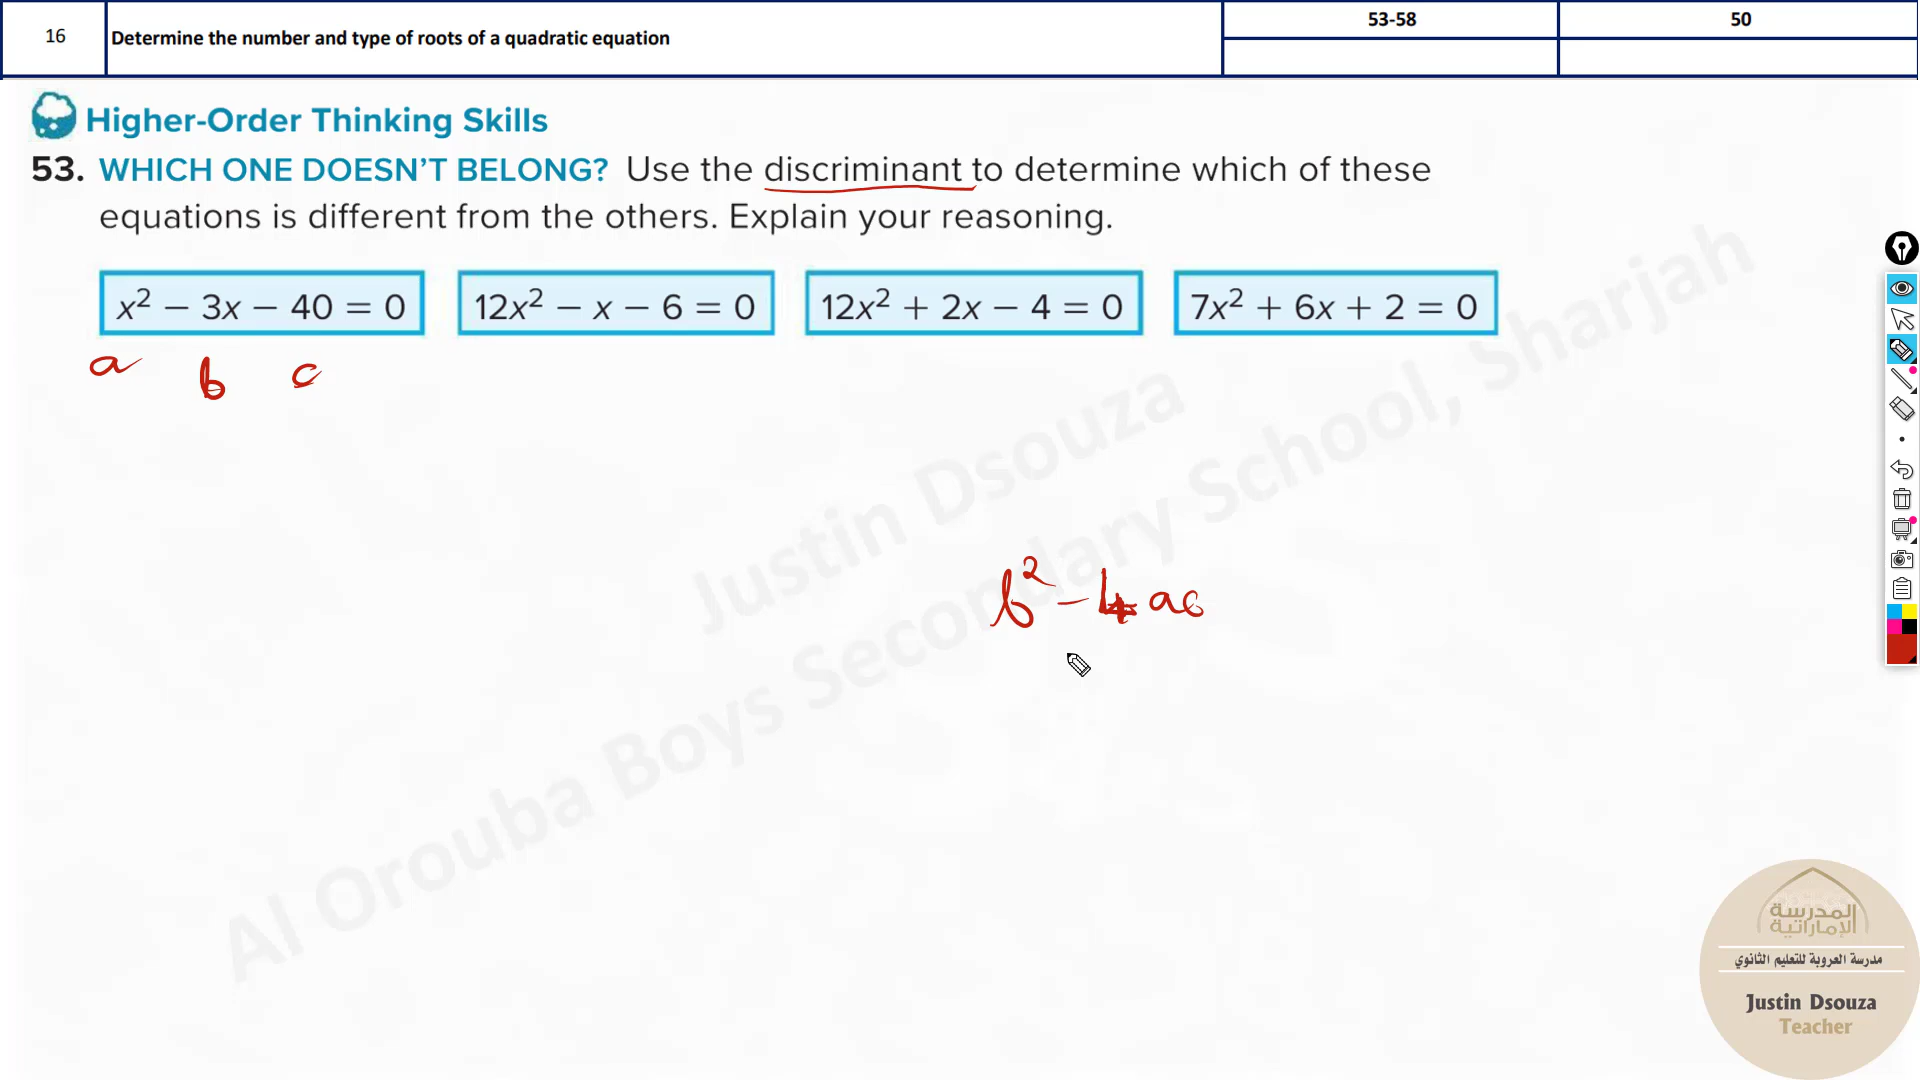 16
Determine the number and type of roots of a quadratic equation
53-58
50
Higher-Order Thinking Skills
53. WHICH ONE DOESN'T BELONG? Use the discriminant to determine which of these
equations is different from the others. Explain your reasoning.
x² − 3x − 40 = 0
12x² − x − 6 = 0
12x² + 2x − 4 = 0
7x² + 6x + 2 = 0
a b c
b² − 4ac
Justin Dsouza
Al Orouba Boys Secondary School, Sharjah
المدرسة
الإماراتية
مدرسة العروبة للتعليم الثانوي
Justin Dsouza
Teacher